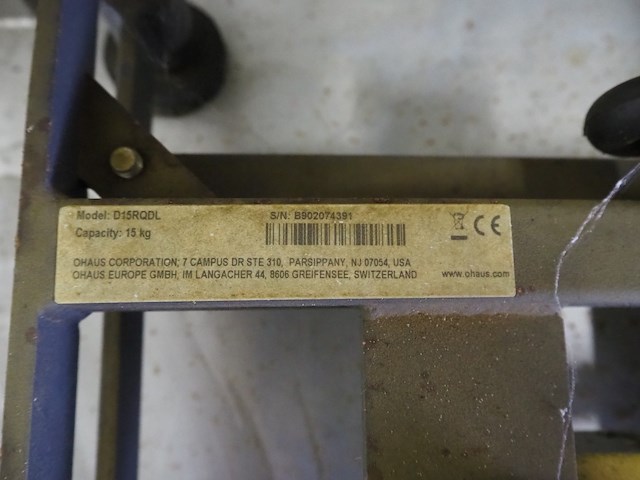 Model: D15RQDL
S/N: B902074391
Capacity: 15 kg
CE
OHAUS CORPORATION, 7 CAMPUS DR STE 310, PARSIPPANY, NJ 07054, USA
OHAUS EUROPE GMBH, IM LANGACHER 44, 8606 GREIFENSEE, SWITZERLAND
www.ohaus.com